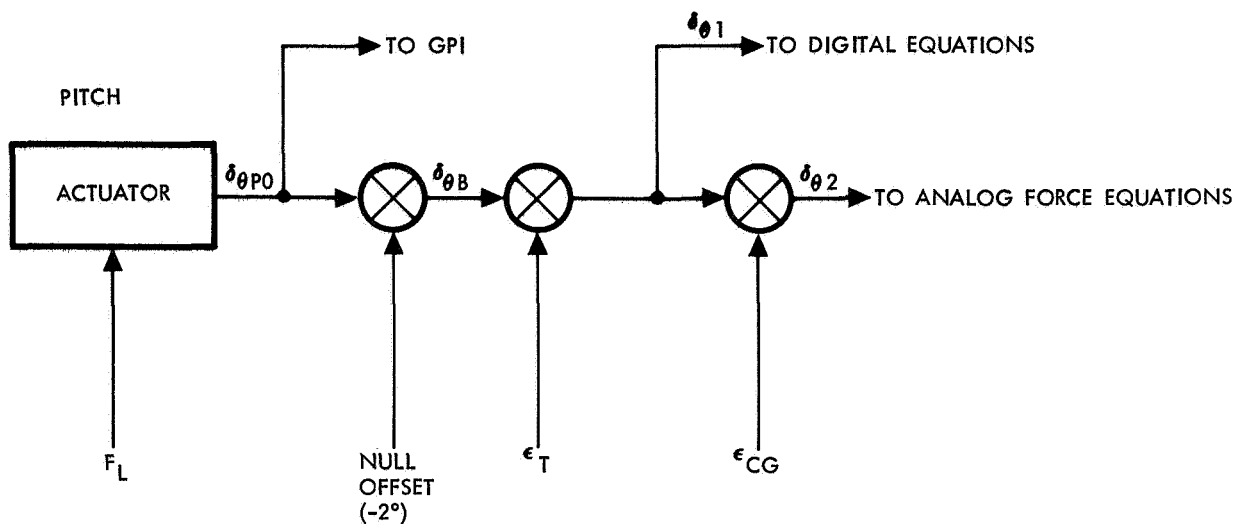 δθ1
TO GPI
TO DIGITAL EQUATIONS
PITCH
ACTUATOR
δθPO
δθB
δθ2
TO ANALOG FORCE EQUATIONS
FL
NULL
OFFSET
(-2°)
ϵT
ϵCG